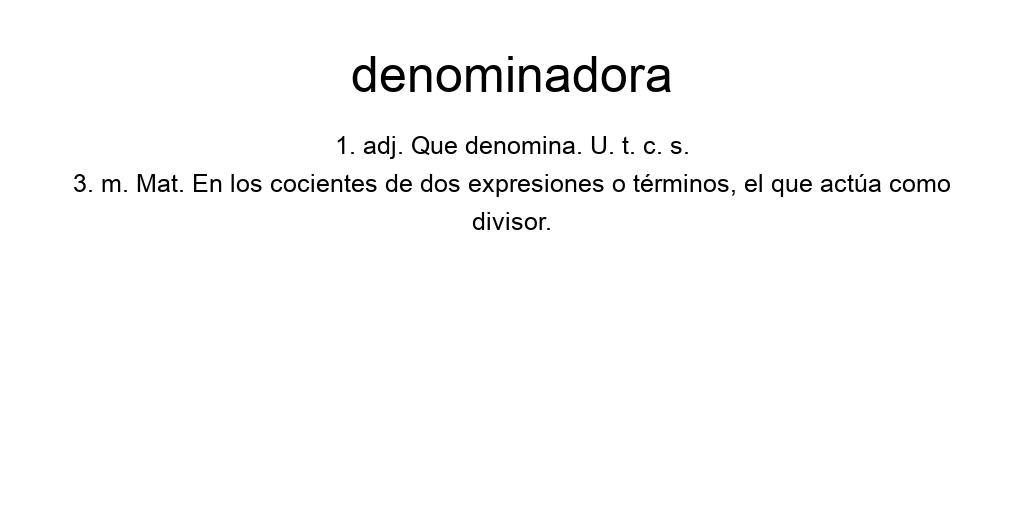 denominadora
1. adj. Que denomina. U. t. c. s.
3. m. Mat. En los cocientes de dos expresiones o términos, el que actúa como
divisor.